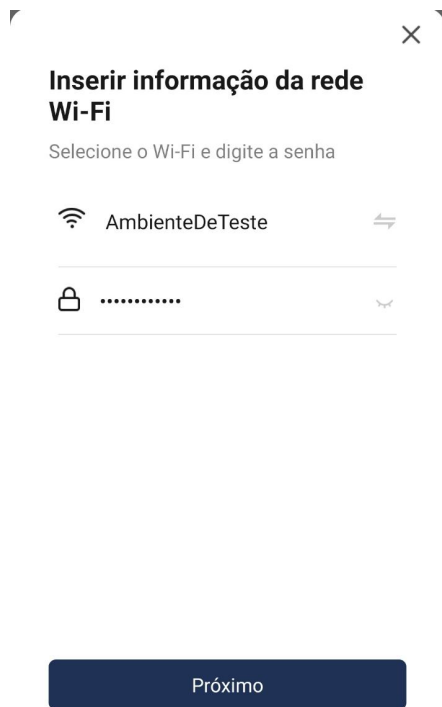 Inserir informação da rede
Wi-Fi
Selecione o Wi-Fi e digite a senha
AmbienteDeTeste
••••••••••••
Próximo